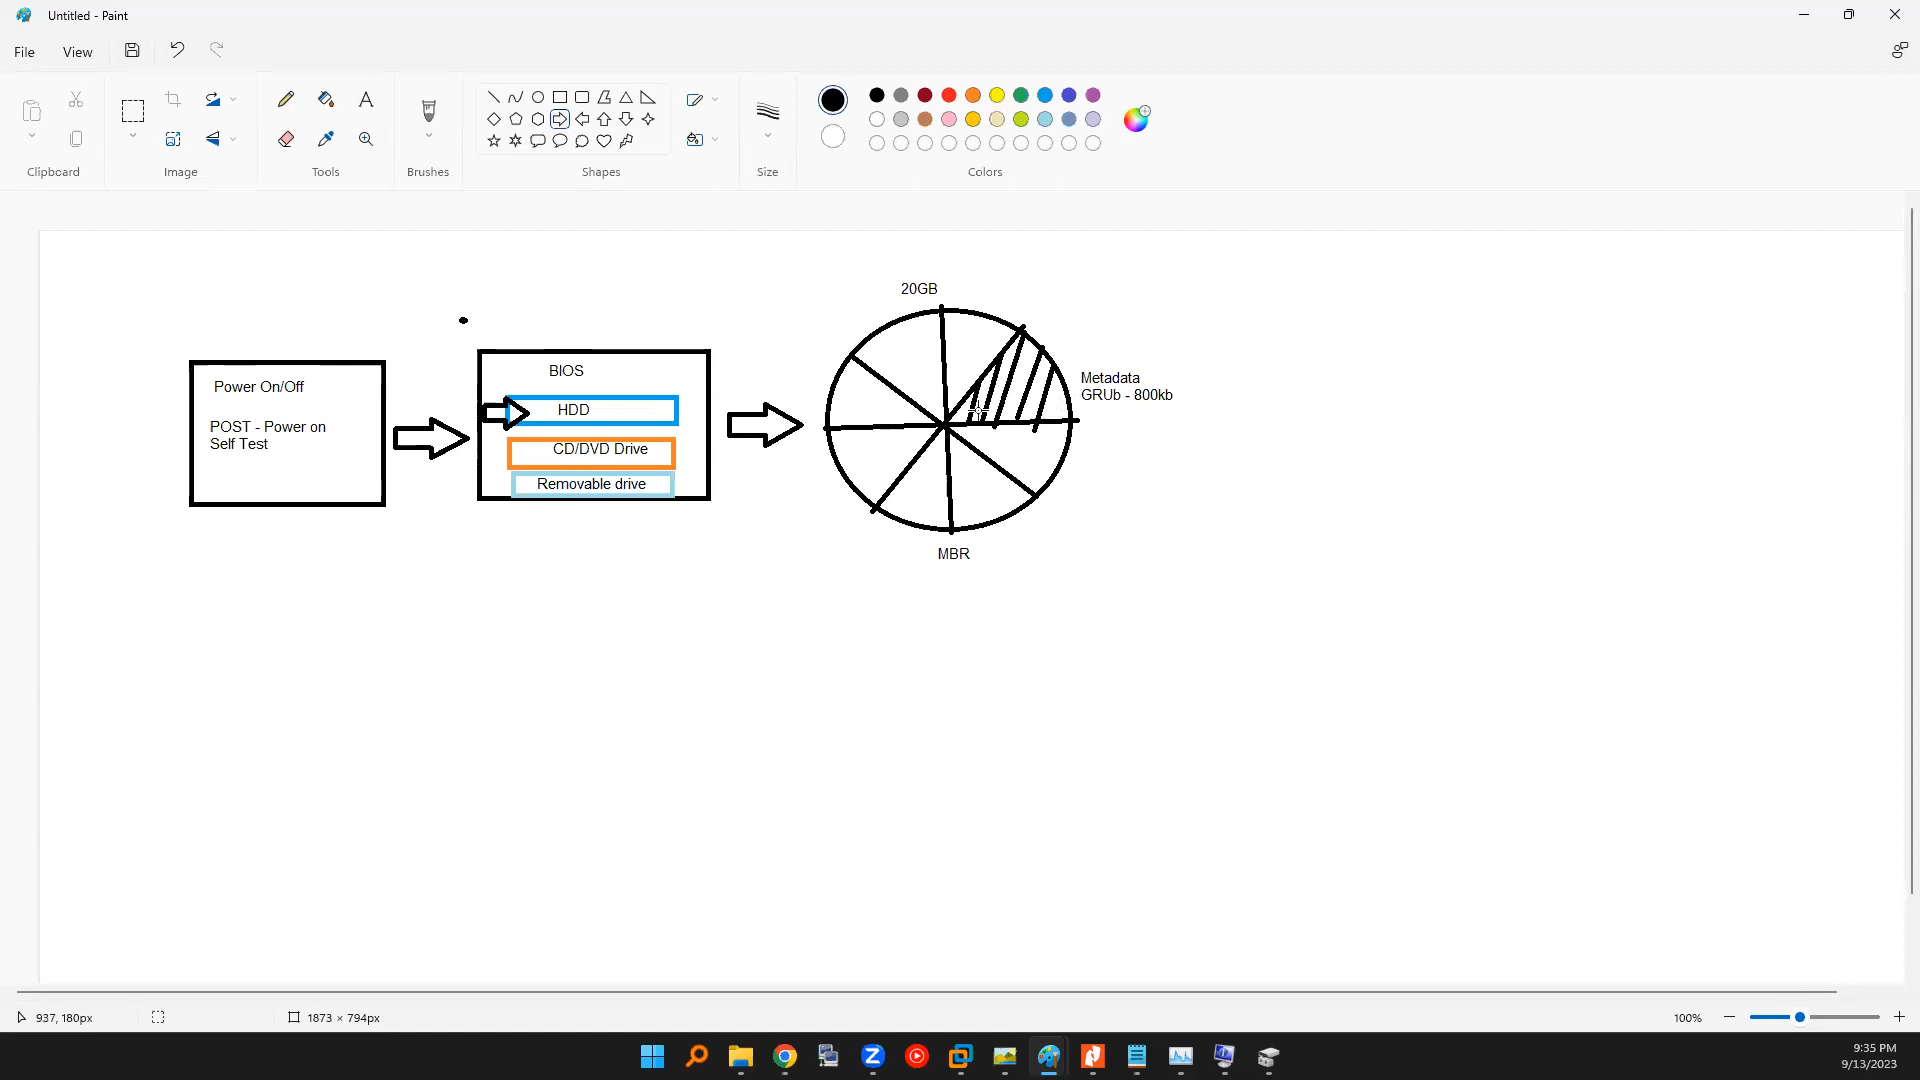 Untitled - Paint
File
View
Clipboard
Image
Tools
Brushes
Shapes
Size
Colors
20GB
Power On/Off
POST - Power on
Self Test
BIOS
HDD
CD/DVD Drive
Removable drive
Metadata
GRUb - 800kb
MBR
937, 180px
1873 × 794px
100%
9:35 PM
9/13/2023